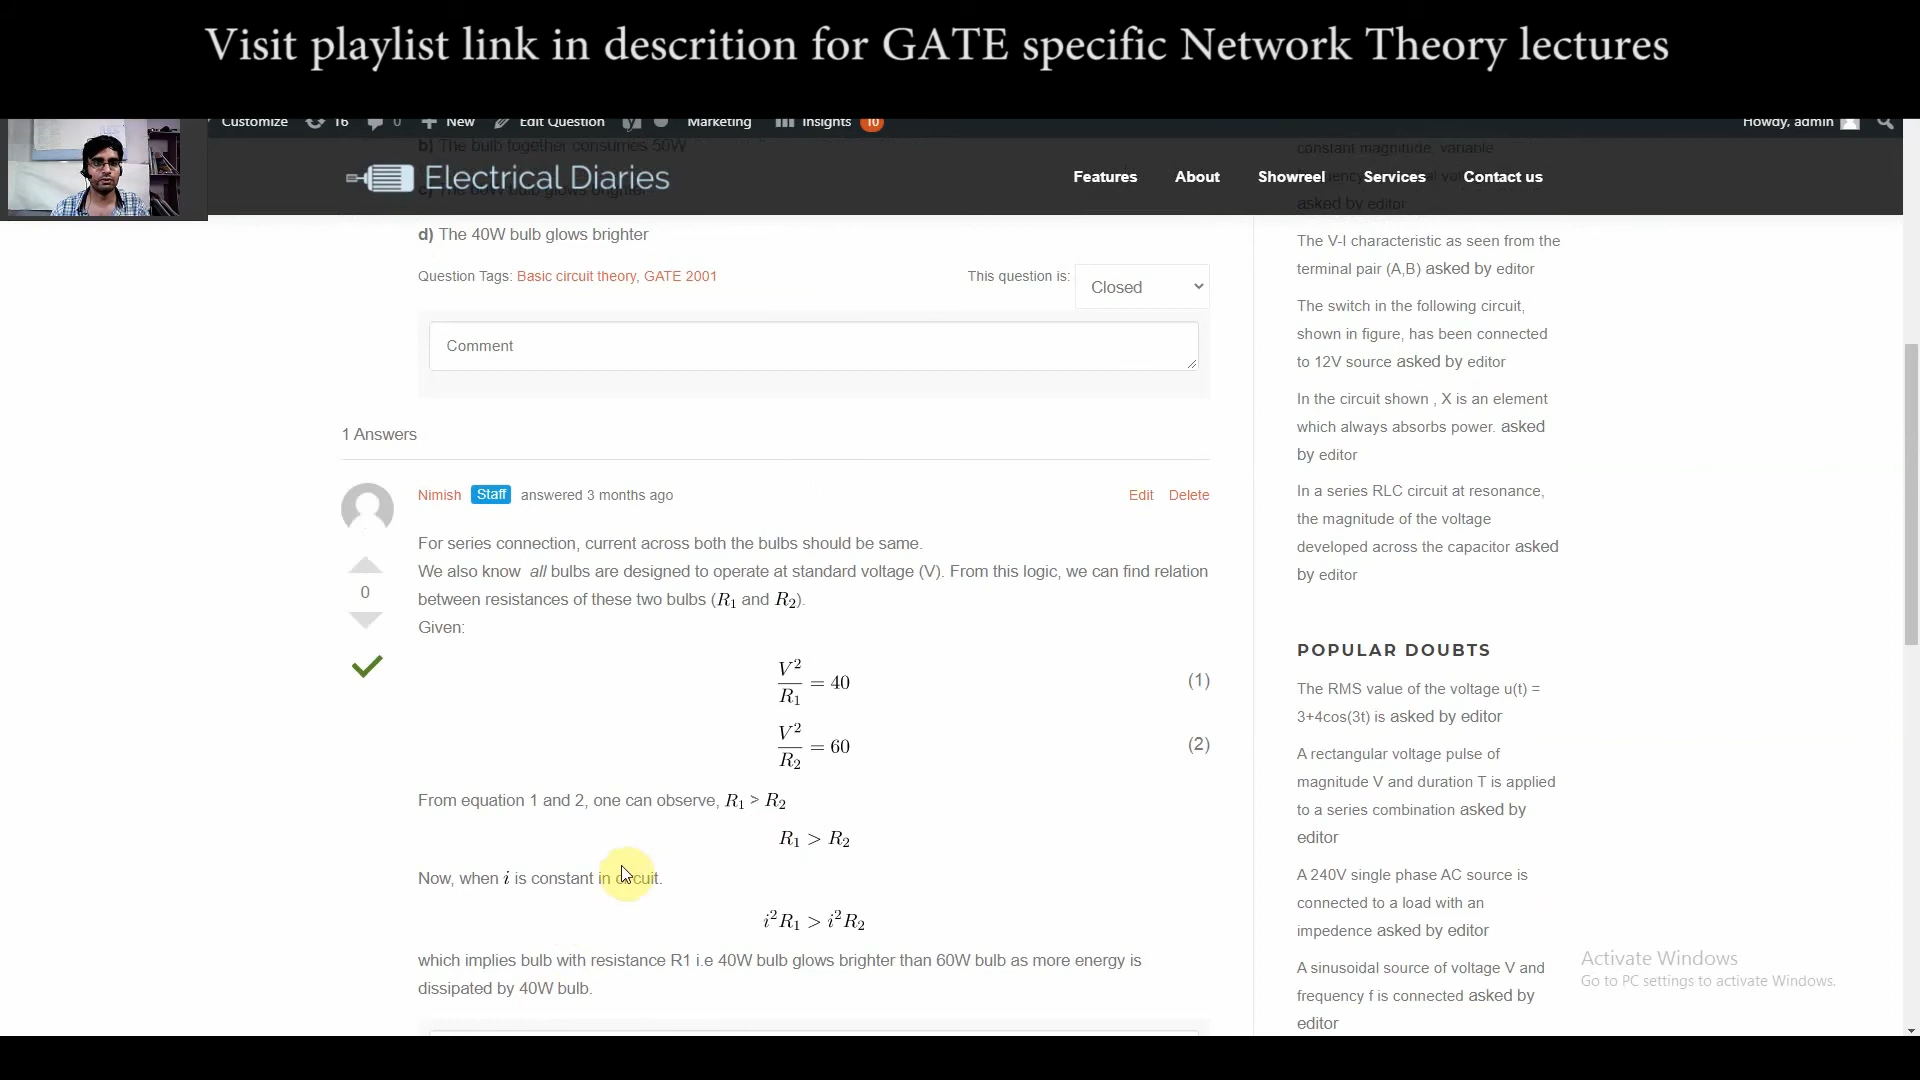 Visit playlist link in descrition for GATE specific Network Theory lectures
Customize 16 0 New Edit Question Marketing Insights 10 Howdy, admin
b) The bulb together consumes 50W
Electrical Diaries Features About Showreel Services Contact us
d) The 40W bulb glows brighter
Question Tags: Basic circuit theory, GATE 2001 This question is: Closed
Comment
1 Answers
Nimish Staff answered 3 months ago Edit Delete
0
For series connection, current across both the bulbs should be same.
We also know all bulbs are designed to operate at standard voltage (V). From this logic, we can find relation
between resistances of these two bulbs (R1 and R2).
Given:
V²/R1 = 40 (1)
V²/R2 = 60 (2)
From equation 1 and 2, one can observe, R1 > R2
R1 > R2
Now, when i is constant in circuit.
i²R1 > i²R2
which implies bulb with resistance R1 i.e 40W bulb glows brighter than 60W bulb as more energy is
dissipated by 40W bulb.
constant magnitude, variable
asked by editor
The V-I characteristic as seen from the
terminal pair (A,B) asked by editor
The switch in the following circuit,
shown in figure, has been connected
to 12V source asked by editor
In the circuit shown , X is an element
which always absorbs power. asked
by editor
In a series RLC circuit at resonance,
the magnitude of the voltage
developed across the capacitor asked
by editor
POPULAR DOUBTS
The RMS value of the voltage u(t) =
3+4cos(3t) is asked by editor
A rectangular voltage pulse of
magnitude V and duration T is applied
to a series combination asked by
editor
A 240V single phase AC source is
connected to a load with an
impedence asked by editor
A sinusoidal source of voltage V and
frequency f is connected asked by
editor
Activate Windows
Go to PC settings to activate Windows.